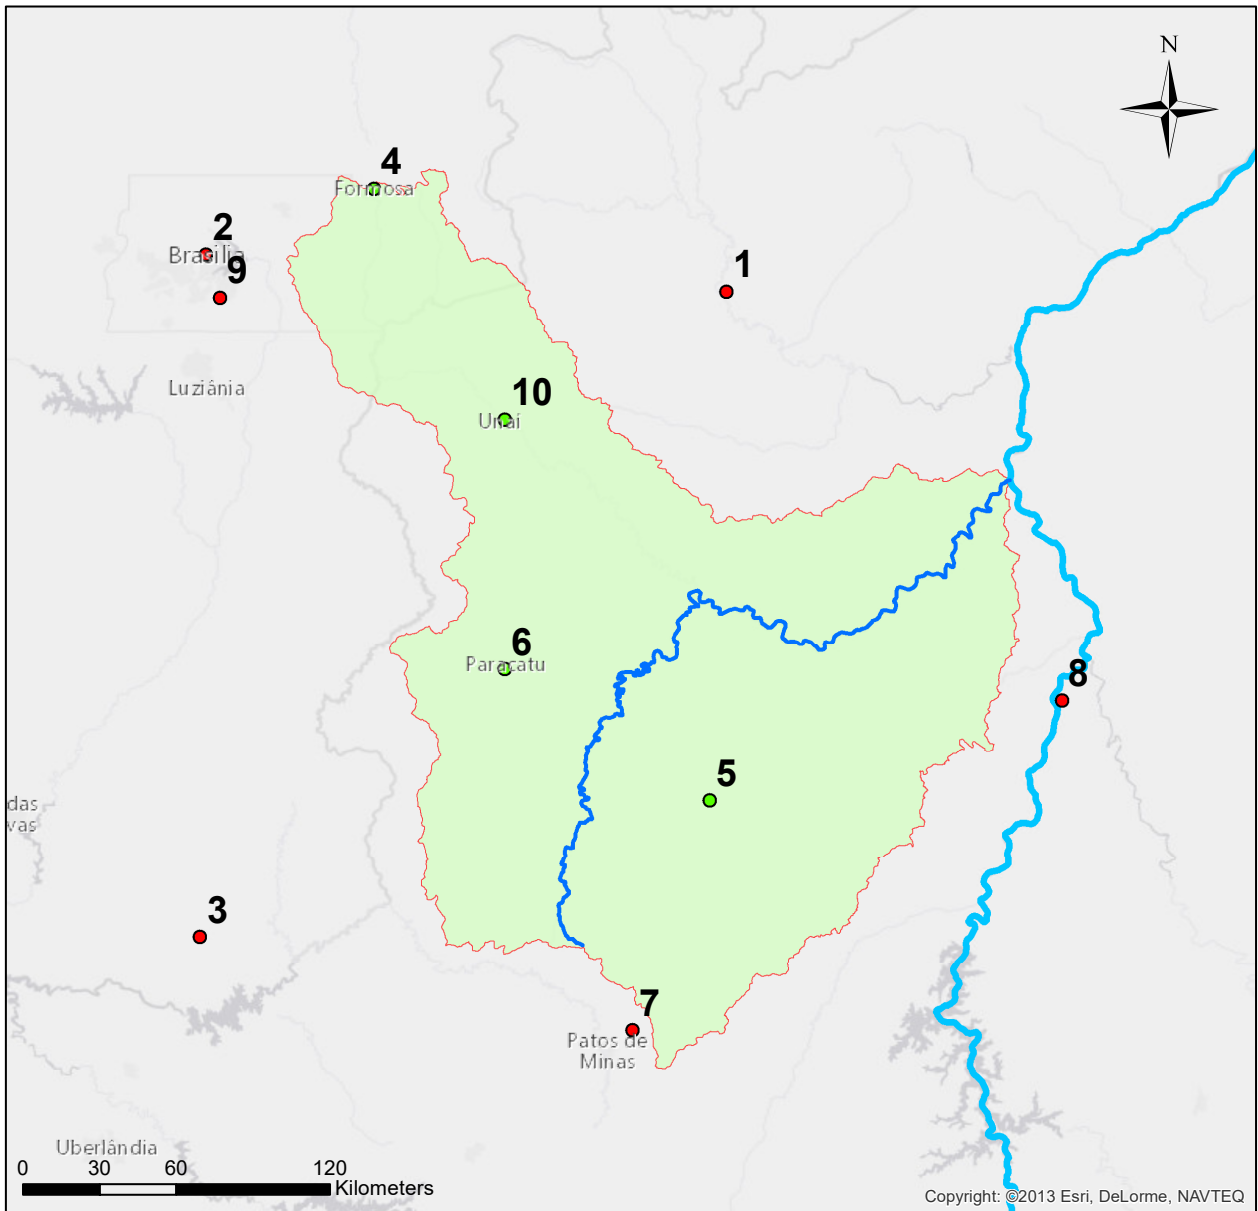 N
4
Formosa
2
Brasilia
9
1
Luziânia
10
Unaí
6
Paracatu
8
5
das
vas
3
7
Patos de
Minas
Uberlândia
0 30 60 120
Kilometers
Copyright: ©2013 Esri, DeLorme, NAVTEQ